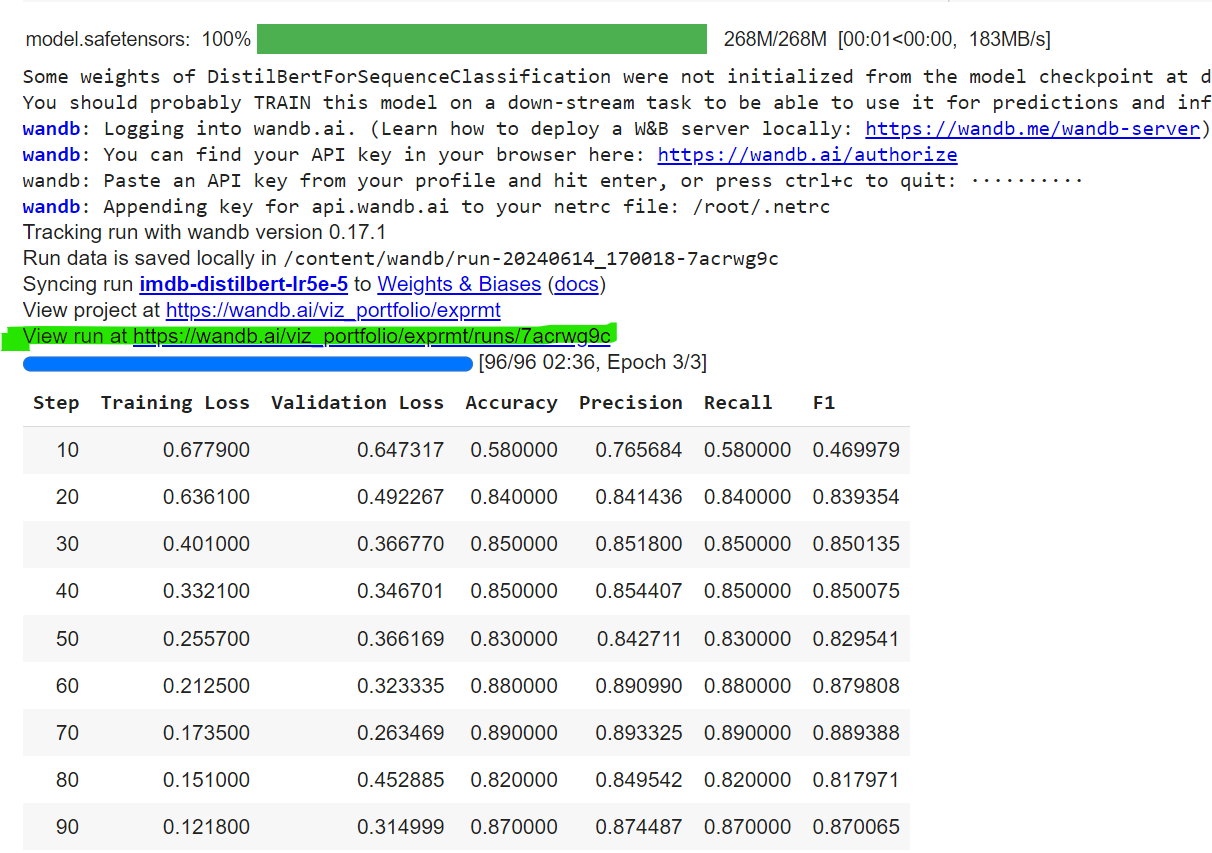 model.safetensors: 100% 268M/268M [00:01<00:00, 183MB/s]
Some weights of DistilBertForSequenceClassification were not initialized from the model checkpoint at d
You should probably TRAIN this model on a down-stream task to be able to use it for predictions and inf
wandb: Logging into wandb.ai. (Learn how to deploy a W&B server locally: https://wandb.me/wandb-server)
wandb: You can find your API key in your browser here: https://wandb.ai/authorize
wandb: Paste an API key from your profile and hit enter, or press ctrl+c to quit: ··········
wandb: Appending key for api.wandb.ai to your netrc file: /root/.netrc
Tracking run with wandb version 0.17.1
Run data is saved locally in /content/wandb/run-20240614_170018-7acrwg9c
Syncing run imdb-distilbert-lr5e-5 to Weights & Biases (docs)
View project at https://wandb.ai/viz_portfolio/exprmt
View run at https://wandb.ai/viz_portfolio/exprmt/runs/7acrwg9c
[96/96 02:36, Epoch 3/3]
Step Training Loss Validation Loss Accuracy Precision Recall F1
10 0.677900 0.647317 0.580000 0.765684 0.580000 0.469979
20 0.636100 0.492267 0.840000 0.841436 0.840000 0.839354
30 0.401000 0.366770 0.850000 0.851800 0.850000 0.850135
40 0.332100 0.346701 0.850000 0.854407 0.850000 0.850075
50 0.255700 0.366169 0.830000 0.842711 0.830000 0.829541
60 0.212500 0.323335 0.880000 0.890990 0.880000 0.879808
70 0.173500 0.263469 0.890000 0.893325 0.890000 0.889388
80 0.151000 0.452885 0.820000 0.849542 0.820000 0.817971
90 0.121800 0.314999 0.870000 0.874487 0.870000 0.870065